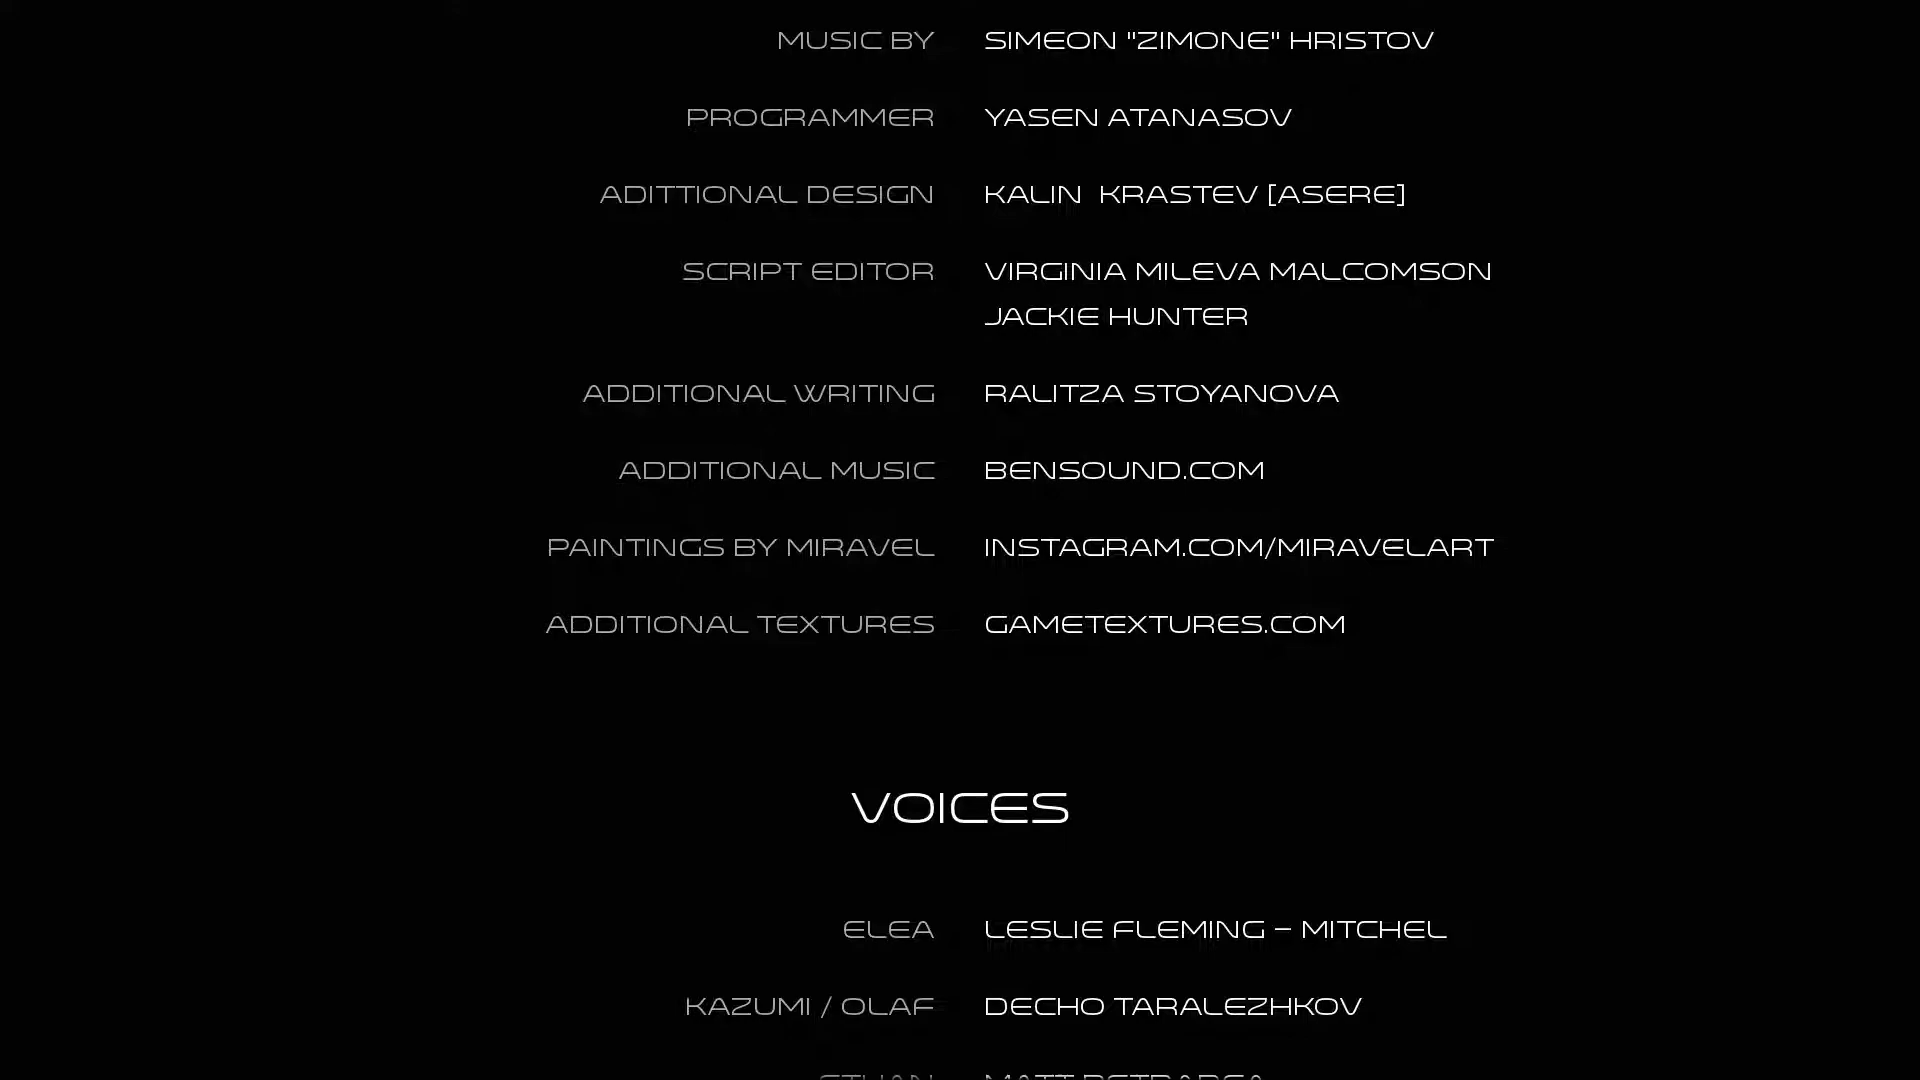 MUSIC BY SIMEON "ZIMONE" HRISTOV
PROGRAMMER YASEN ATANASOV
ADITTIONAL DESIGN KALIN KRASTEV [ASERE]
SCRIPT EDITOR VIRGINIA MILEVA MALCOMSON
JACKIE HUNTER
ADDITIONAL WRITING RALITZA STOYANOVA
ADDITIONAL MUSIC BENSOUND.COM
PAINTINGS BY MIRAVEL INSTAGRAM.COM/MIRAVELART
ADDITIONAL TEXTURES GAMETEXTURES.COM
VOICES
ELEA LESLIE FLEMING – MITCHEL
KAZUMI / OLAF DECHO TARALEZHKOV